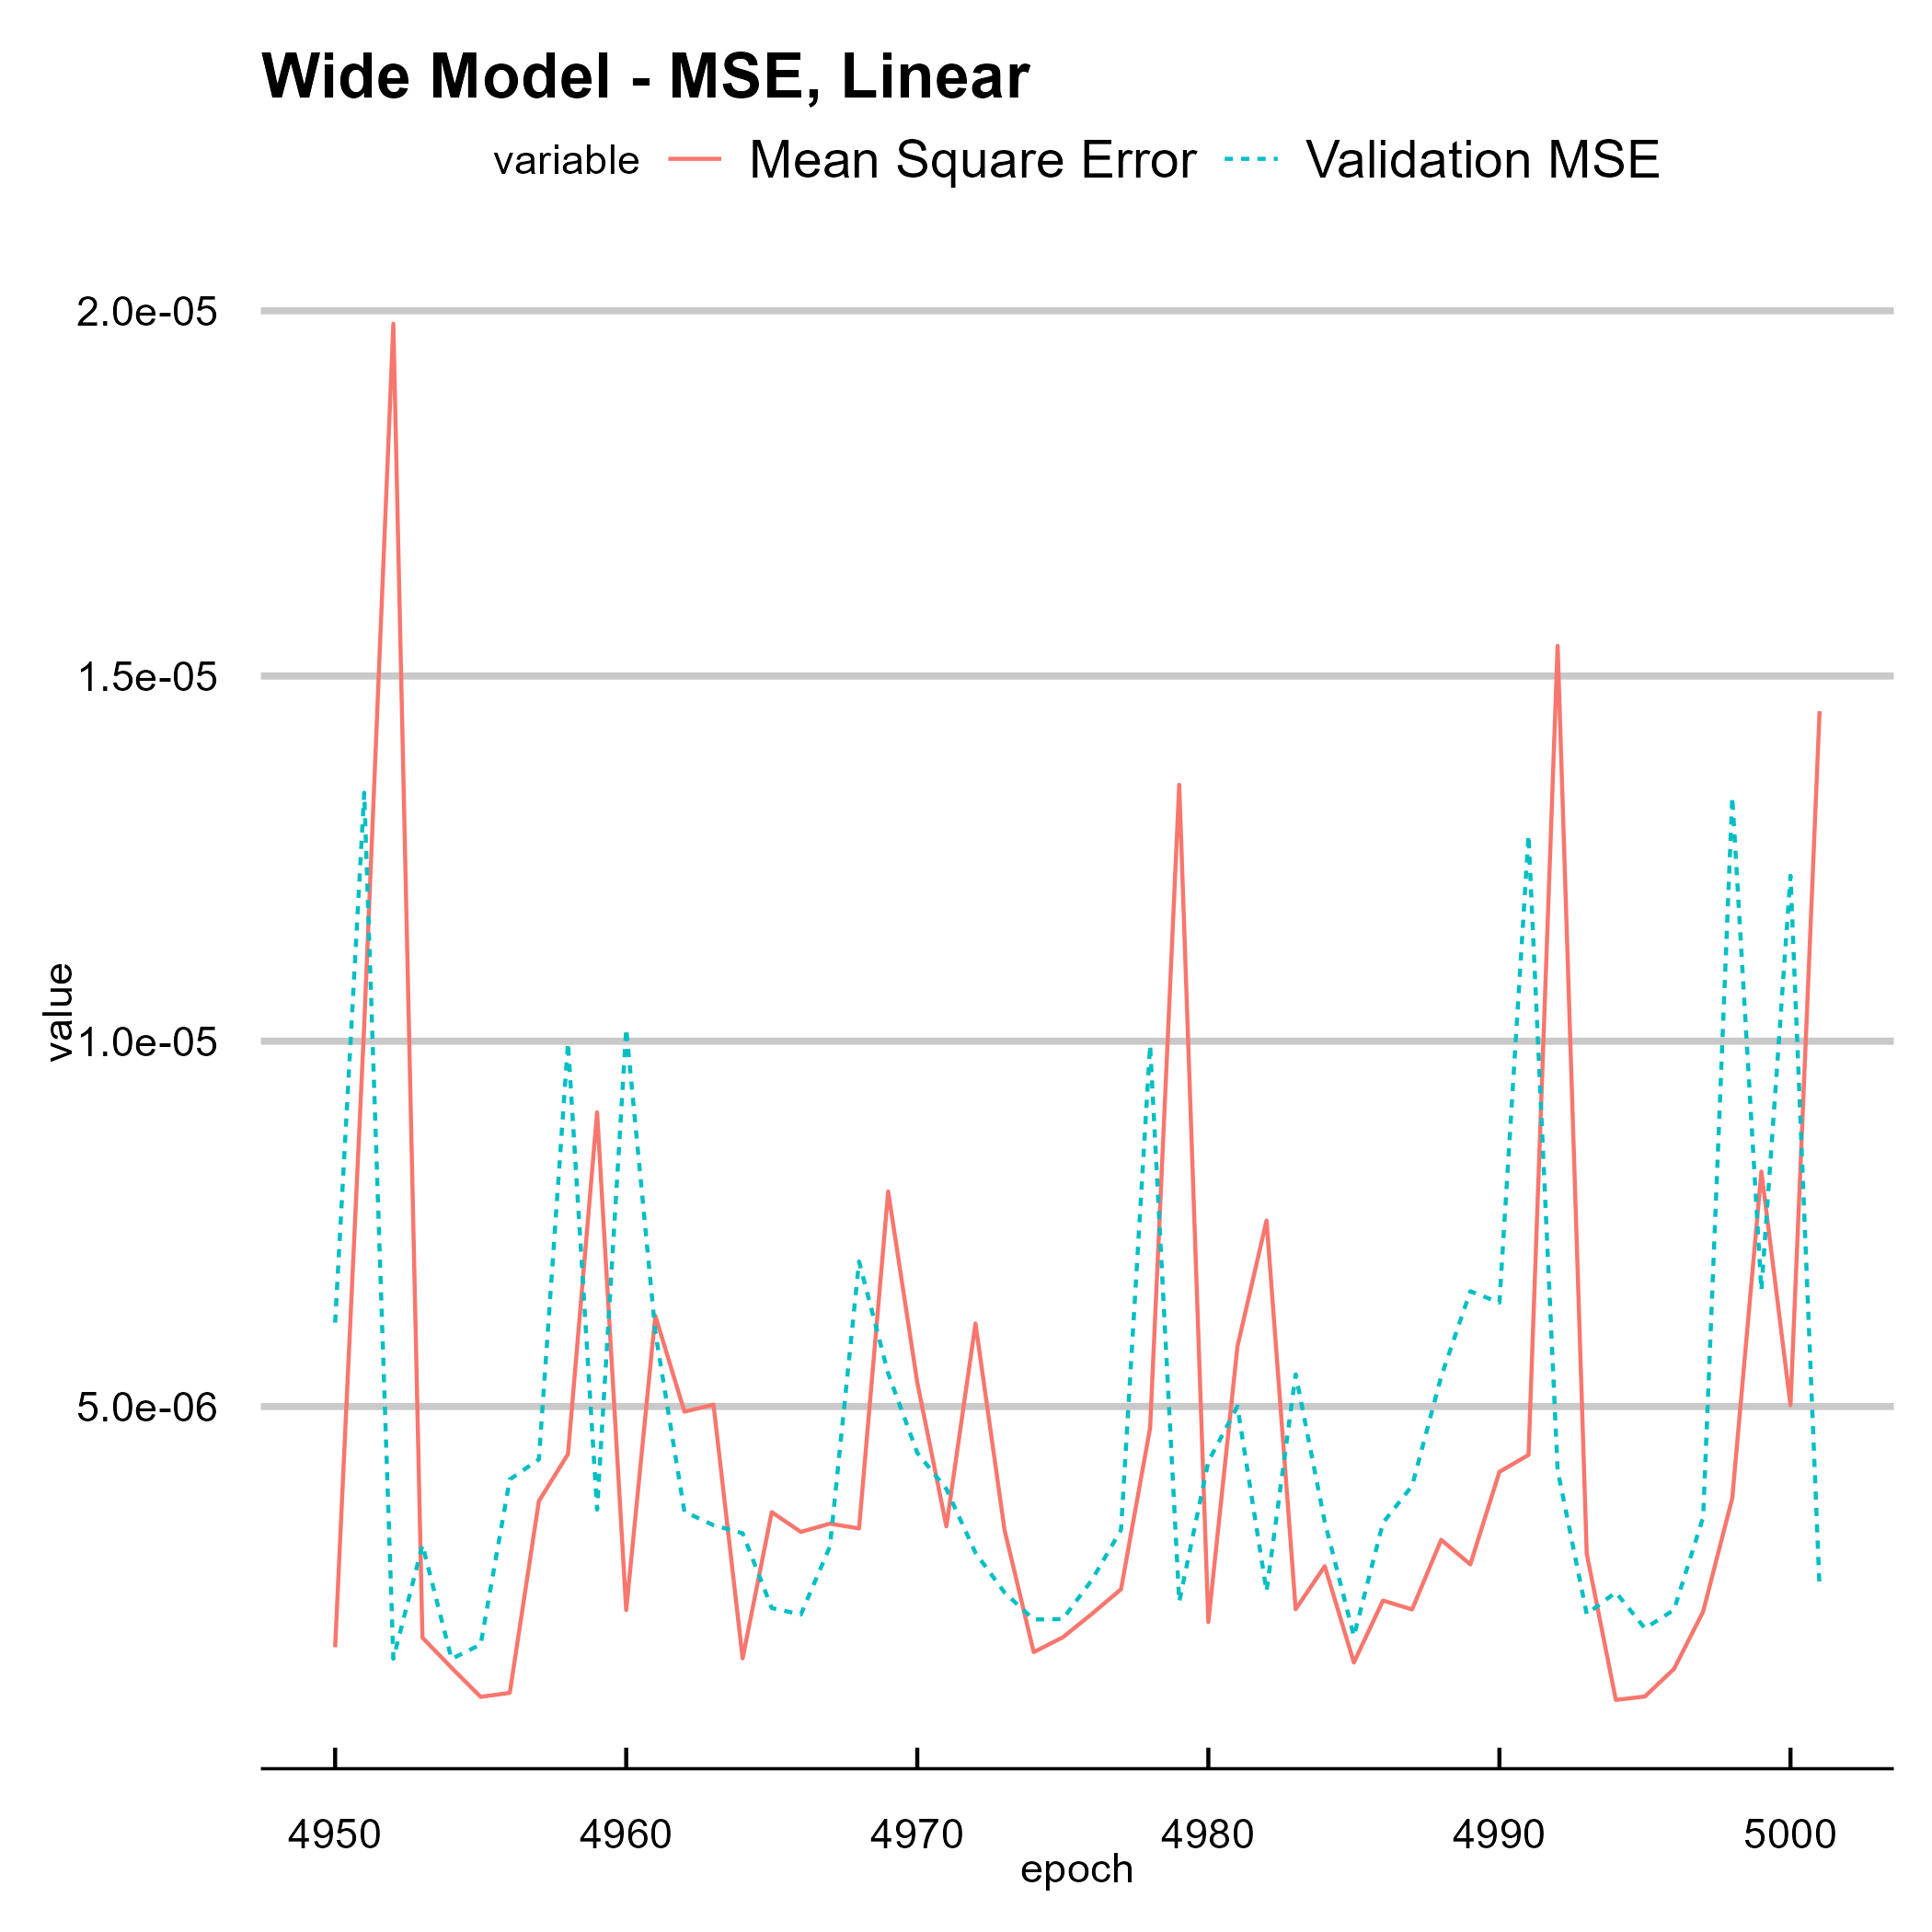 Wide Model - MSE, Linear
variable Mean Square Error Validation MSE
2.0e-05
1.5e-05
1.0e-05
5.0e-06
value
4950 4960 4970 4980 4990 5000
epoch